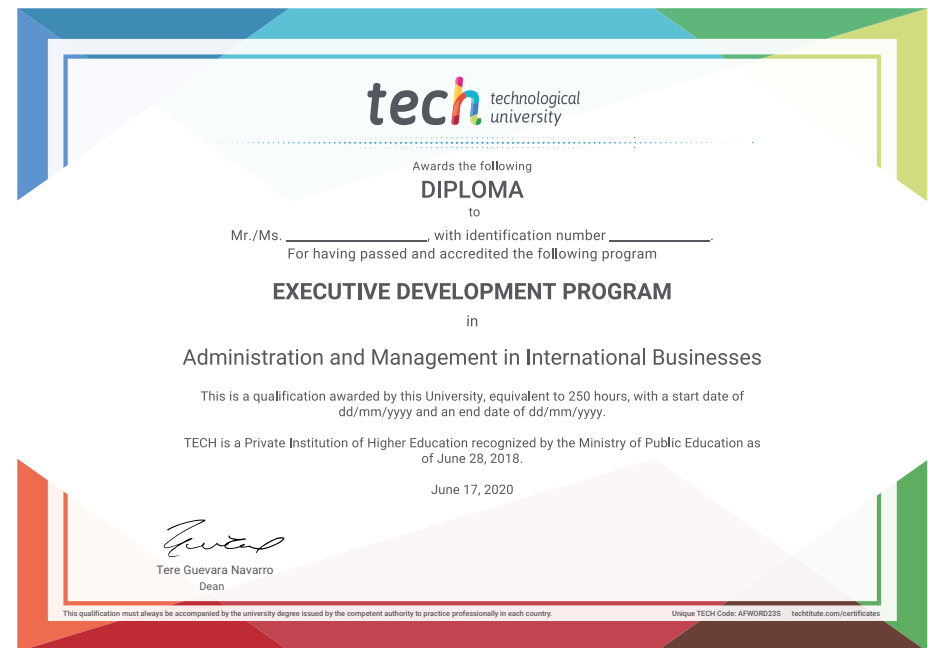 tech technological
university
Awards the following
DIPLOMA
to
Mr./Ms. ____________________, with identification number ______________.
For having passed and accredited the following program
EXECUTIVE DEVELOPMENT PROGRAM
in
Administration and Management in International Businesses
This is a qualification awarded by this University, equivalent to 250 hours, with a start date of
dd/mm/yyyy and an end date of dd/mm/yyyy.
TECH is a Private Institution of Higher Education recognized by the Ministry of Public Education as
of June 28, 2018.
June 17, 2020
Tere Guevara Navarro
Dean
This qualification must always be accompanied by the university degree issued by the competent authority to practice professionally in each country. Unique TECH Code: AFWORD23S techtitute.com/certificates